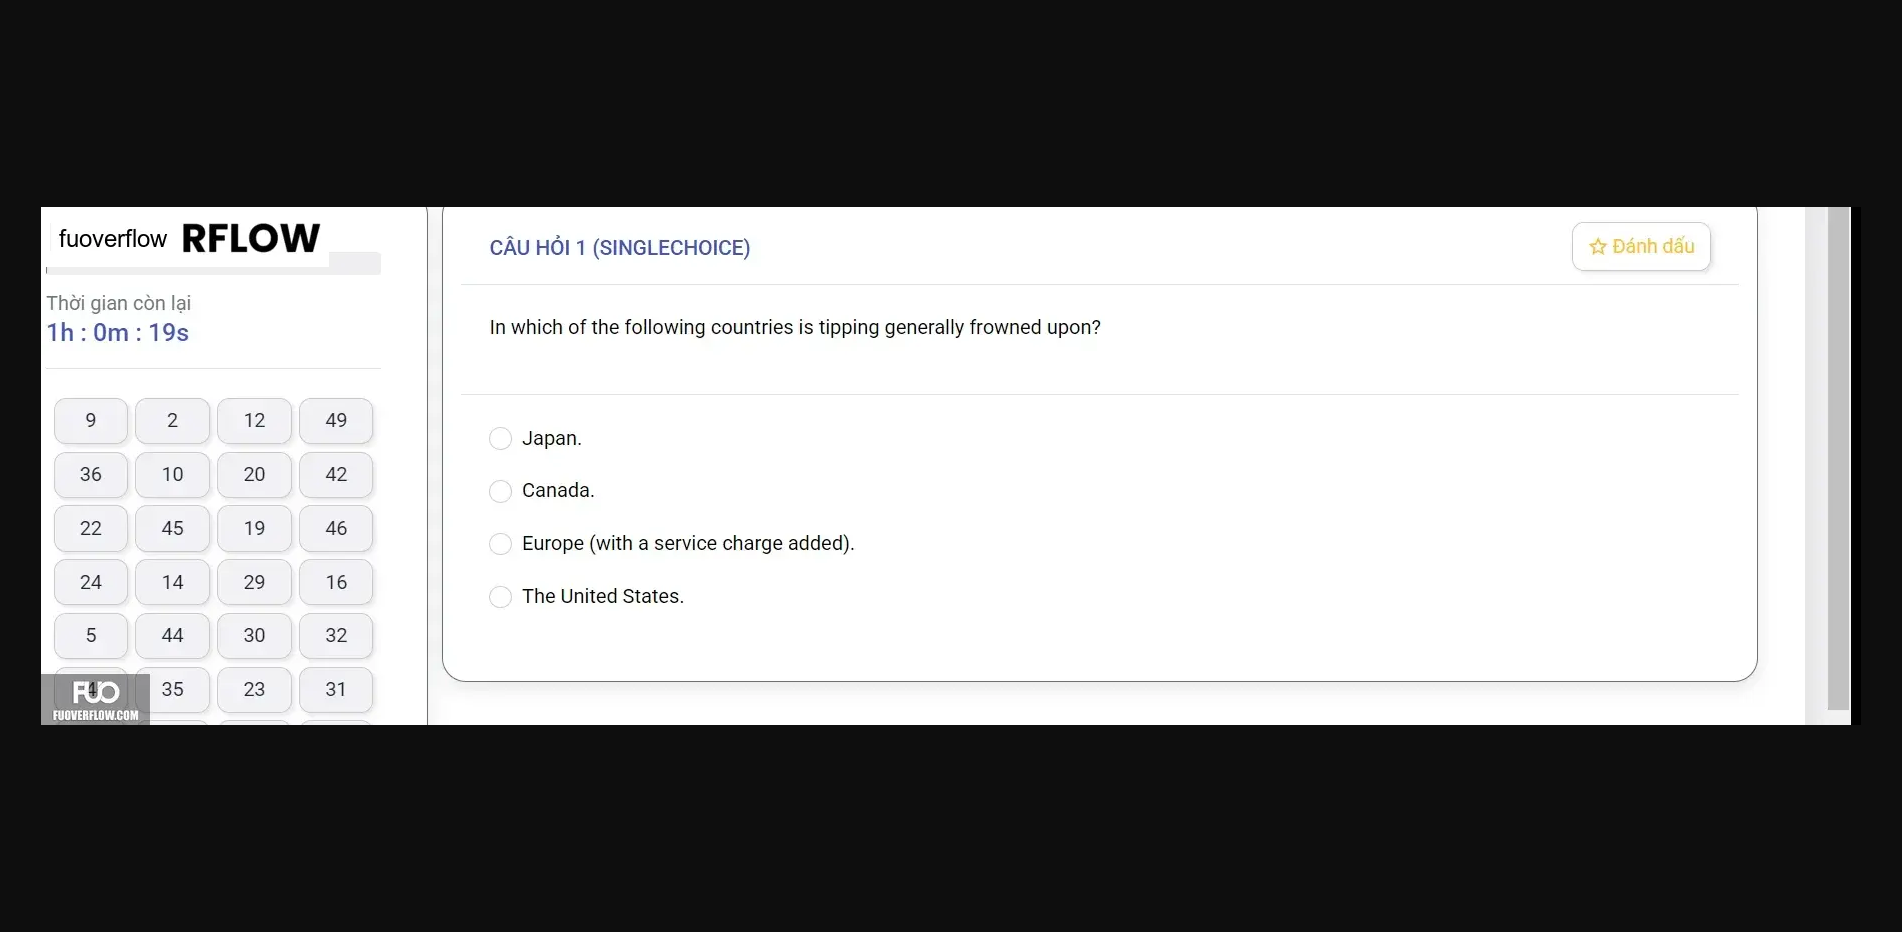 fuoverflow RFLOW
Thời gian còn lại
1h : 0m : 19s
9 2 12 49
36 10 20 42
22 45 19 46
24 14 29 16
5 44 30 32
4 35 23 31
FUO
FUOVERFLOW.COM
CÂU HỎI 1 (SINGLECHOICE)
Đánh dấu
In which of the following countries is tipping generally frowned upon?
Japan.
Canada.
Europe (with a service charge added).
The United States.